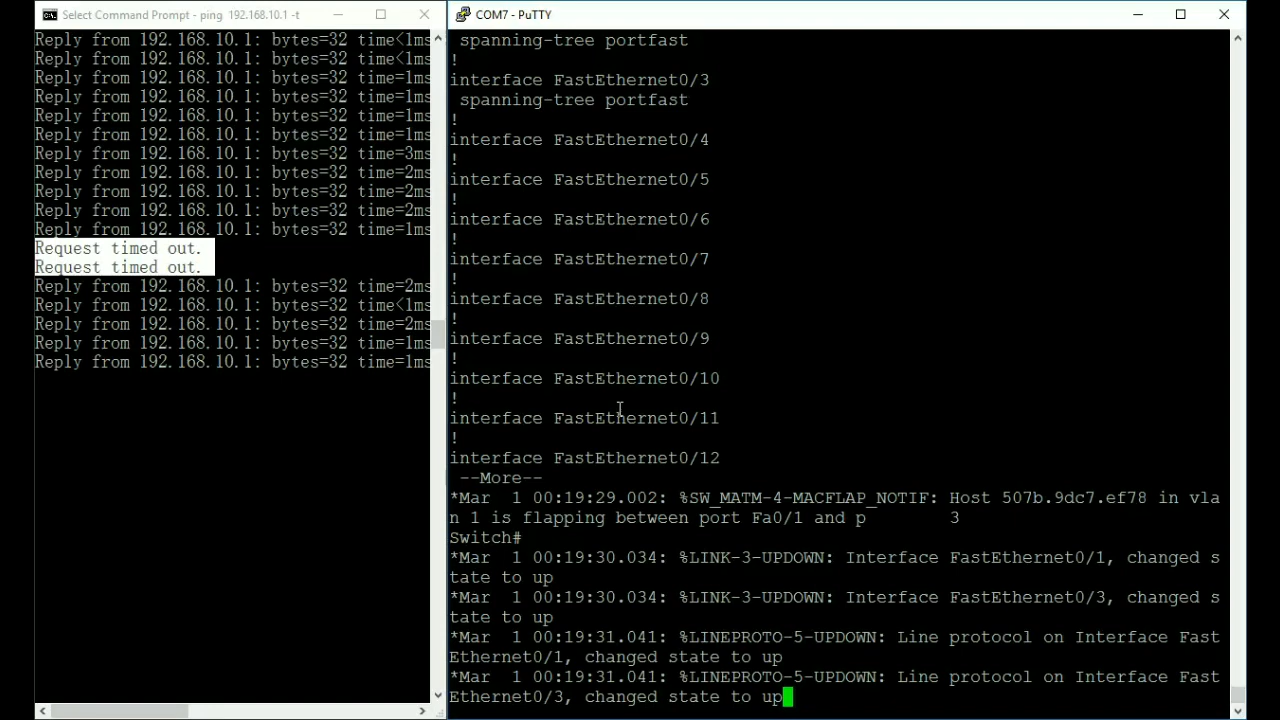 Select Command Prompt - ping 192.168.10.1 -t
Reply from 192.168.10.1: bytes=32 time<1ms
Reply from 192.168.10.1: bytes=32 time<1ms
Reply from 192.168.10.1: bytes=32 time=1ms
Reply from 192.168.10.1: bytes=32 time=1ms
Reply from 192.168.10.1: bytes=32 time=1ms
Reply from 192.168.10.1: bytes=32 time=1ms
Reply from 192.168.10.1: bytes=32 time=3ms
Reply from 192.168.10.1: bytes=32 time=2ms
Reply from 192.168.10.1: bytes=32 time=2ms
Reply from 192.168.10.1: bytes=32 time=2ms
Reply from 192.168.10.1: bytes=32 time=1ms
Request timed out.
Request timed out.
Reply from 192.168.10.1: bytes=32 time=2ms
Reply from 192.168.10.1: bytes=32 time<1ms
Reply from 192.168.10.1: bytes=32 time=2ms
Reply from 192.168.10.1: bytes=32 time=1ms
Reply from 192.168.10.1: bytes=32 time=1ms
COM7 - PuTTY
spanning-tree portfast
!
interface FastEthernet0/3
spanning-tree portfast
!
interface FastEthernet0/4
!
interface FastEthernet0/5
!
interface FastEthernet0/6
!
interface FastEthernet0/7
!
interface FastEthernet0/8
!
interface FastEthernet0/9
!
interface FastEthernet0/10
!
interface FastEthernet0/11
!
interface FastEthernet0/12
--More--
*Mar  1 00:19:29.002: %SW_MATM-4-MACFLAP_NOTIF: Host 507b.9dc7.ef78 in vla
n 1 is flapping between port Fa0/1 and p        3
Switch#
*Mar  1 00:19:30.034: %LINK-3-UPDOWN: Interface FastEthernet0/1, changed s
tate to up
*Mar  1 00:19:30.034: %LINK-3-UPDOWN: Interface FastEthernet0/3, changed s
tate to up
*Mar  1 00:19:31.041: %LINEPROTO-5-UPDOWN: Line protocol on Interface Fast
Ethernet0/1, changed state to up
*Mar  1 00:19:31.041: %LINEPROTO-5-UPDOWN: Line protocol on Interface Fast
Ethernet0/3, changed state to up